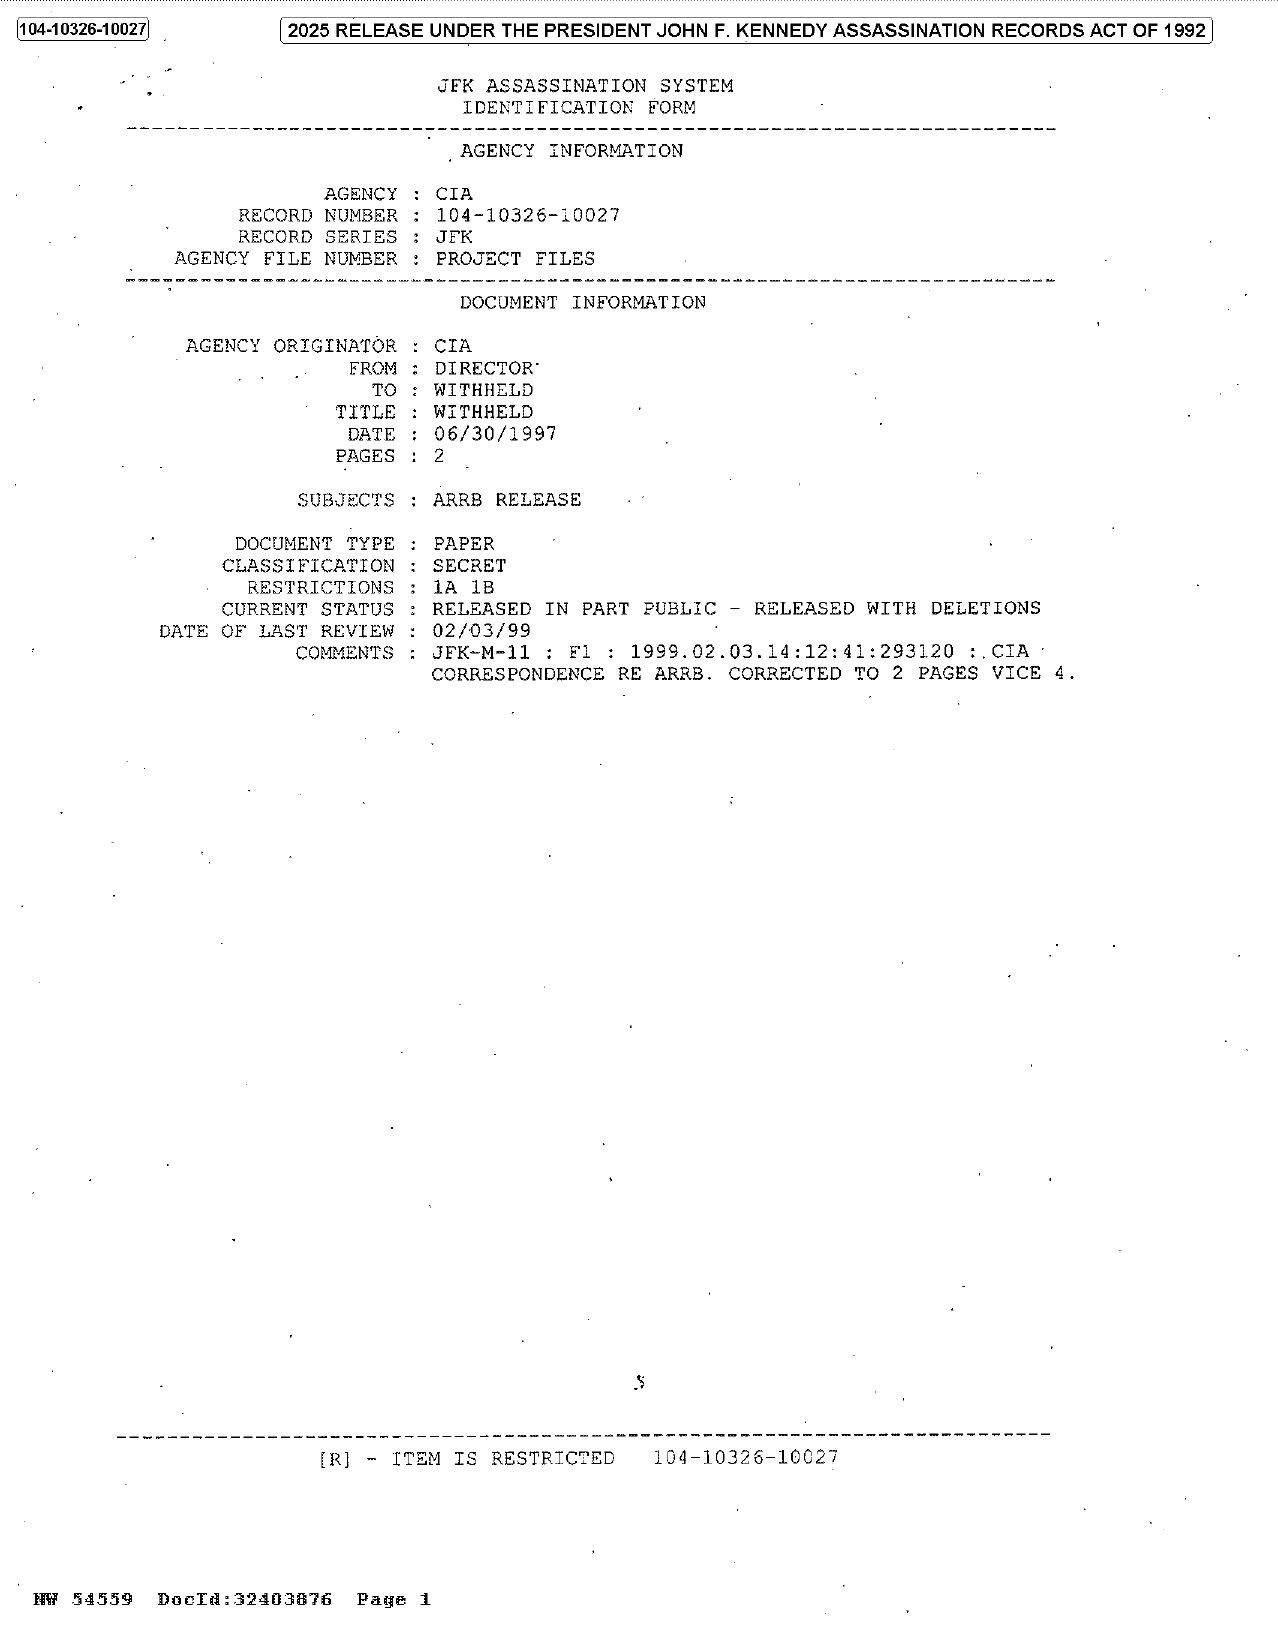 104-10326-10027
2025 RELEASE UNDER THE PRESIDENT JOHN F. KENNEDY ASSASSINATION RECORDS ACT OF 1992
JFK ASSASSINATION SYSTEM
IDENTIFICATION FORM
AGENCY INFORMATION
AGENCY : CIA
RECORD NUMBER : 104-10326-10027
RECORD SERIES : JFK
AGENCY FILE NUMBER : PROJECT FILES
DOCUMENT INFORMATION
AGENCY ORIGINATOR : CIA
FROM : DIRECTOR
TO : WITHHELD
TITLE : WITHHELD
DATE : 06/30/1997
PAGES : 2
SUBJECTS : ARRB RELEASE
DOCUMENT TYPE : PAPER
CLASSIFICATION : SECRET
RESTRICTIONS : 1A 1B
CURRENT STATUS : RELEASED IN PART PUBLIC - RELEASED WITH DELETIONS
DATE OF LAST REVIEW : 02/03/99
COMMENTS : JFK-M-11 : F1 : 1999.02.03.14:12:41:293120 : CIA
CORRESPONDENCE RE ARRB. CORRECTED TO 2 PAGES VICE 4.
[R] - ITEM IS RESTRICTED 104-10326-10027
NW 54559 DocId:32403876 Page 1